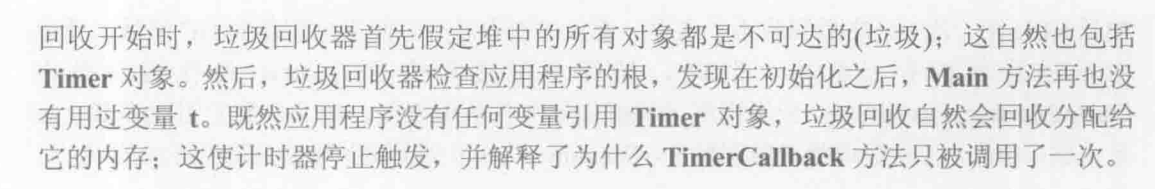 回收开始时，垃圾回收器首先假定堆中的所有对象都是不可达的(垃圾)；这自然也包括
Timer 对象。然后，垃圾回收器检查应用程序的根，发现在初始化之后，Main 方法再也没
有用过变量 t。既然应用程序没有任何变量引用 Timer 对象，垃圾回收自然会回收分配给
它的内存；这使计时器停止触发，并解释了为什么 TimerCallback 方法只被调用了一次。